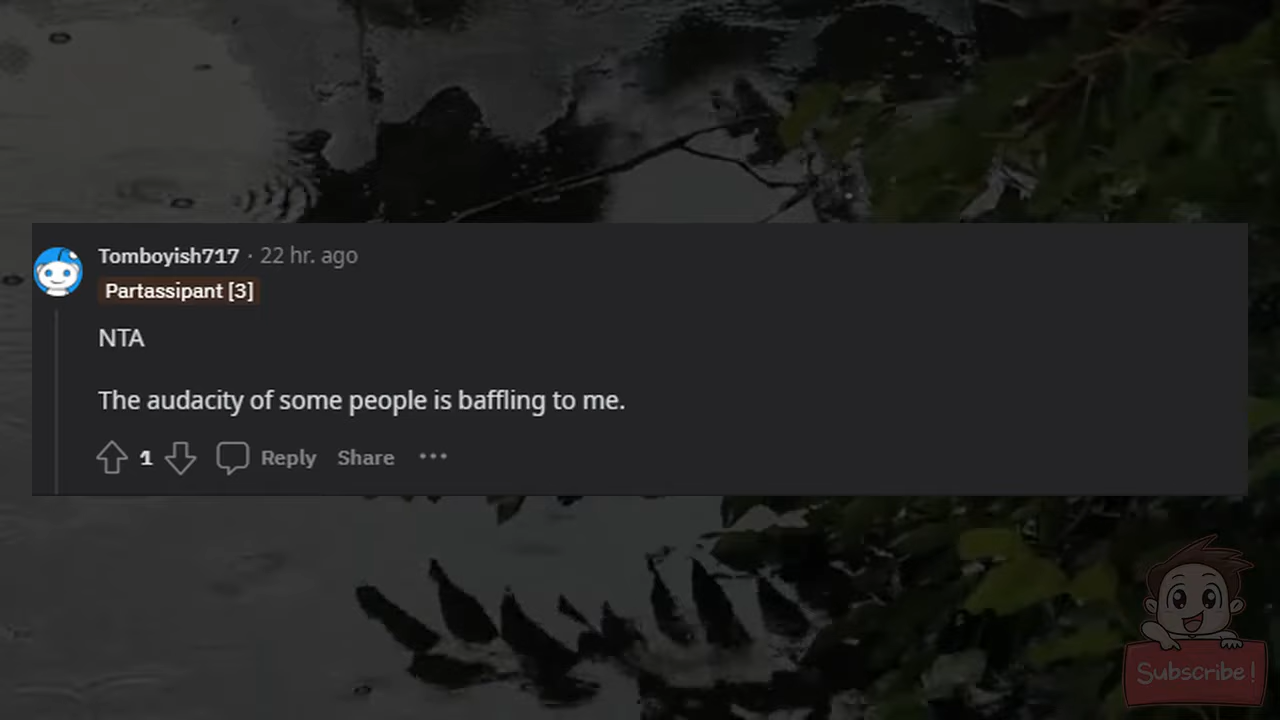 Tomboyish717 · 22 hr. ago
Partassipant [3]
NTA
The audacity of some people is baffling to me.
1 Reply Share ···
Subscribe!